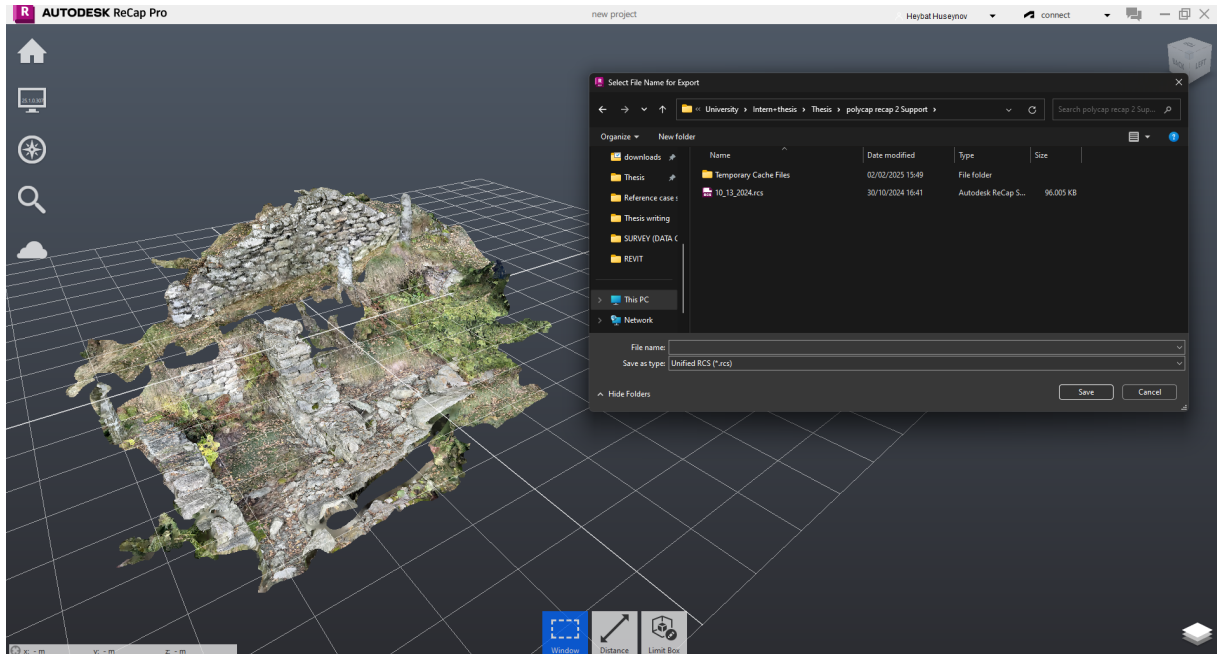 R AUTODESK ReCap Pro
new project
Heybat Huseynov
connect
Select File Name for Export
« University › Intern+thesis › Thesis › polycap recap 2 Support ›
Search polycap recap 2 Sup...
Organize
New folder
downloads
Thesis
Reference case s
Thesis writing
SURVEY (DATA C
REVIT
This PC
Network
Name Date modified Type Size
Temporary Cache Files 02/02/2025 15:49 File folder
10_13_2024.rcs 30/10/2024 16:41 Autodesk ReCap S... 96.005 KB
File name:
Save as type: Unified RCS (*.rcs)
Hide Folders
Save
Cancel
Window
Distance
Limit Box
x: - m y: - m z: - m